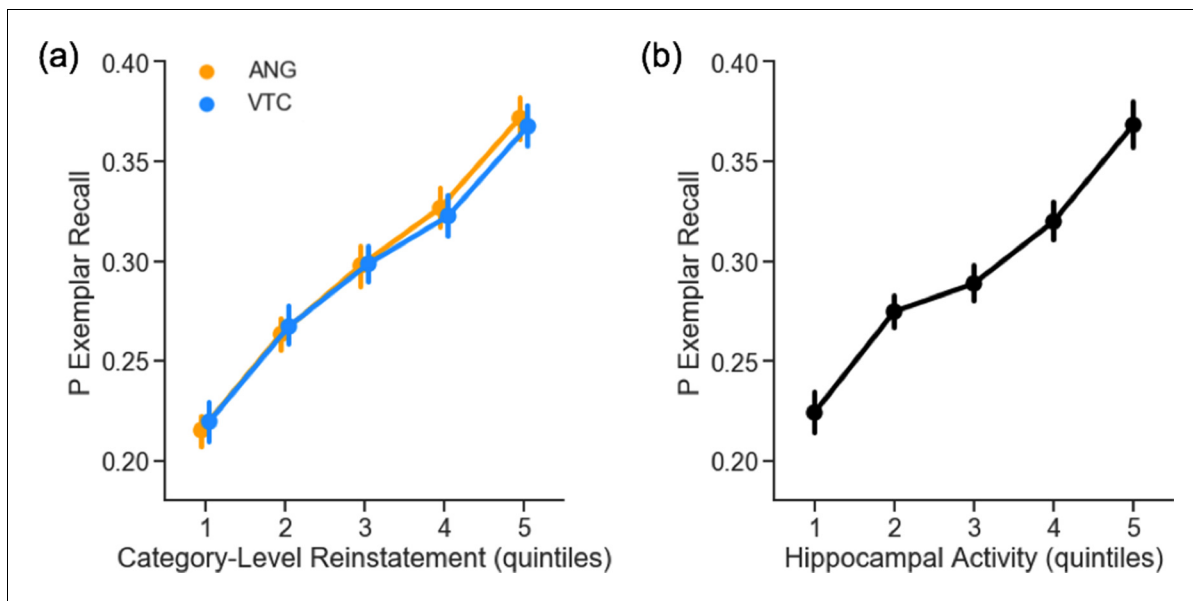 (a)
ANG
VTC
0.40
0.35
0.30
0.25
0.20
P Exemplar Recall
1 2 3 4 5
Category-Level Reinstatement (quintiles)
(b)
0.40
0.35
0.30
0.25
0.20
P Exemplar Recall
1 2 3 4 5
Hippocampal Activity (quintiles)